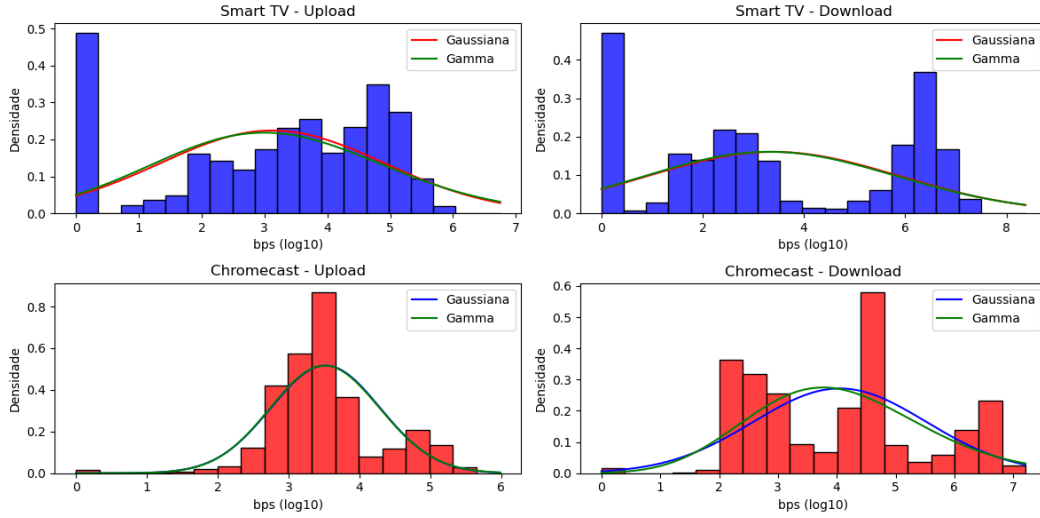 Smart TV - Upload
Densidade
0.5
0.4
0.3
0.2
0.1
0.0
Gaussiana
Gamma
0 1 2 3 4 5 6 7
bps (log10)
Smart TV - Download
Densidade
0.4
0.3
0.2
0.1
0.0
Gaussiana
Gamma
0 2 4 6 8
bps (log10)
Chromecast - Upload
Densidade
0.8
0.6
0.4
0.2
0.0
Gaussiana
Gamma
0 1 2 3 4 5 6
bps (log10)
Chromecast - Download
Densidade
0.6
0.5
0.4
0.3
0.2
0.1
0.0
Gaussiana
Gamma
0 1 2 3 4 5 6 7
bps (log10)